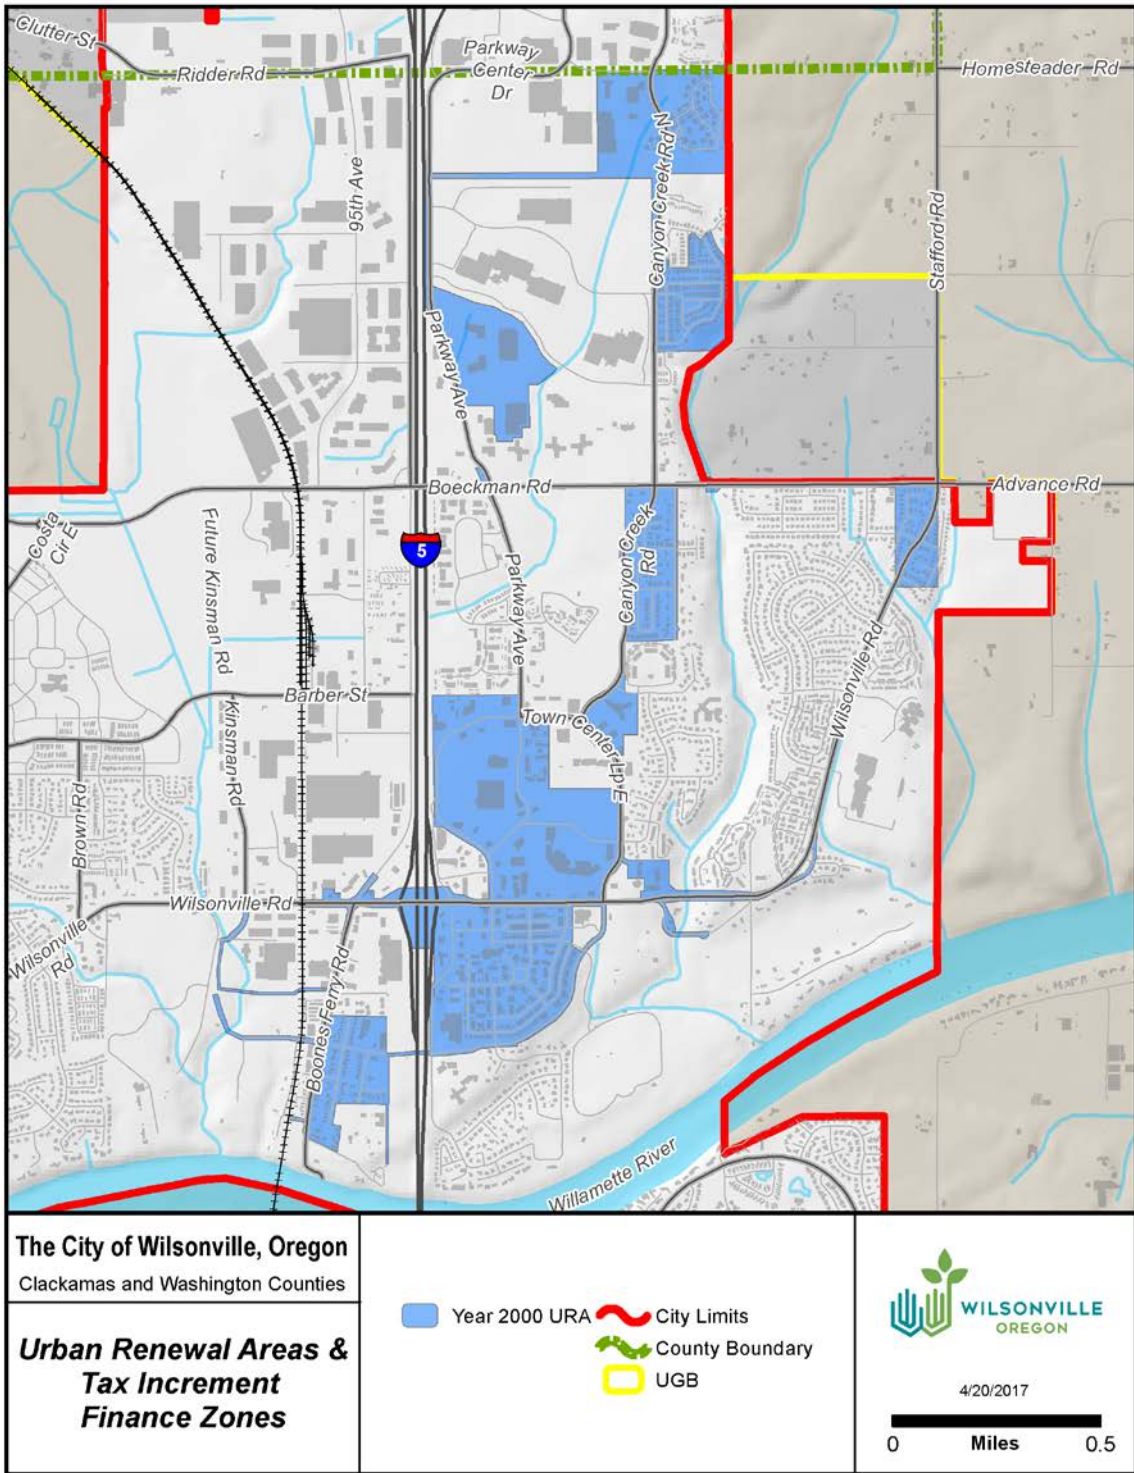 Clutter St
Ridder Rd
Parkway
Center
Dr
Homesteader Rd
95th Ave
Canyon Creek Rd N
Stafford Rd
Parkway Ave
Boeckman Rd
Advance Rd
Costa
Cir E
Future Kinsman Rd
5
Parkway Ave
Canyon Creek
Rd
Wilsonville Rd
Barber St
Kinsman Rd
Town Center Lp E
Brown Rd
Wilsonville Rd
Wilsonville
Rd
Boones Ferry Rd
Willamette River
The City of Wilsonville, Oregon
Clackamas and Washington Counties
Urban Renewal Areas &
Tax Increment
Finance Zones
Year 2000 URA
City Limits
County Boundary
UGB
WILSONVILLE
OREGON
4/20/2017
0 Miles 0.5